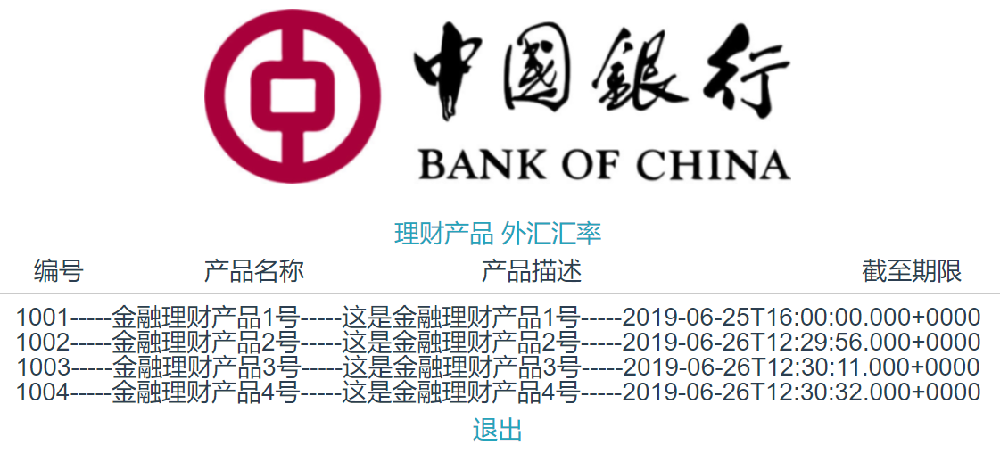 中國銀行
BANK OF CHINA
理财产品 外汇汇率
编号 产品名称 产品描述 截至期限
1001-----金融理财产品1号-----这是金融理财产品1号-----2019-06-25T16:00:00.000+0000
1002-----金融理财产品2号-----这是金融理财产品2号-----2019-06-26T12:29:56.000+0000
1003-----金融理财产品3号-----这是金融理财产品3号-----2019-06-26T12:30:11.000+0000
1004-----金融理财产品4号-----这是金融理财产品4号-----2019-06-26T12:30:32.000+0000
退出